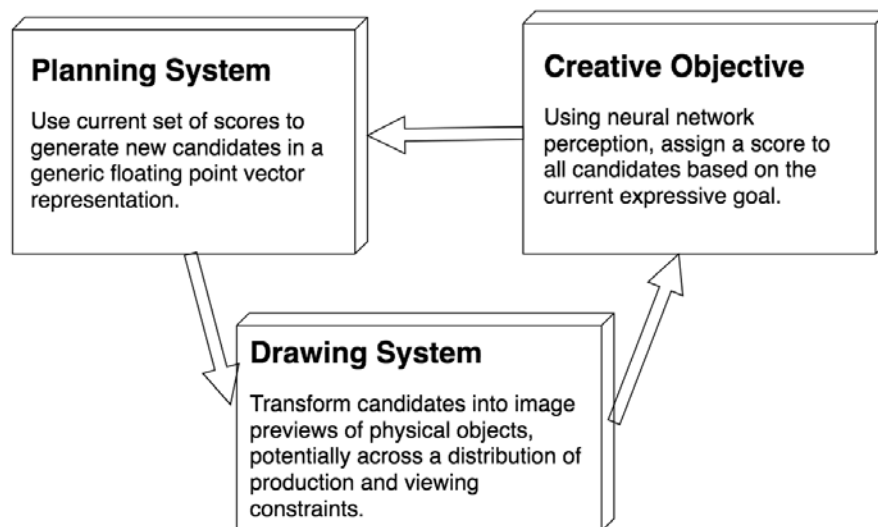 Planning System
Use current set of scores to
generate new candidates in a
generic floating point vector
representation.
Creative Objective
Using neural network
perception, assign a score to
all candidates based on the
current expressive goal.
Drawing System
Transform candidates into image
previews of physical objects,
potentially across a distribution of
production and viewing
constraints.